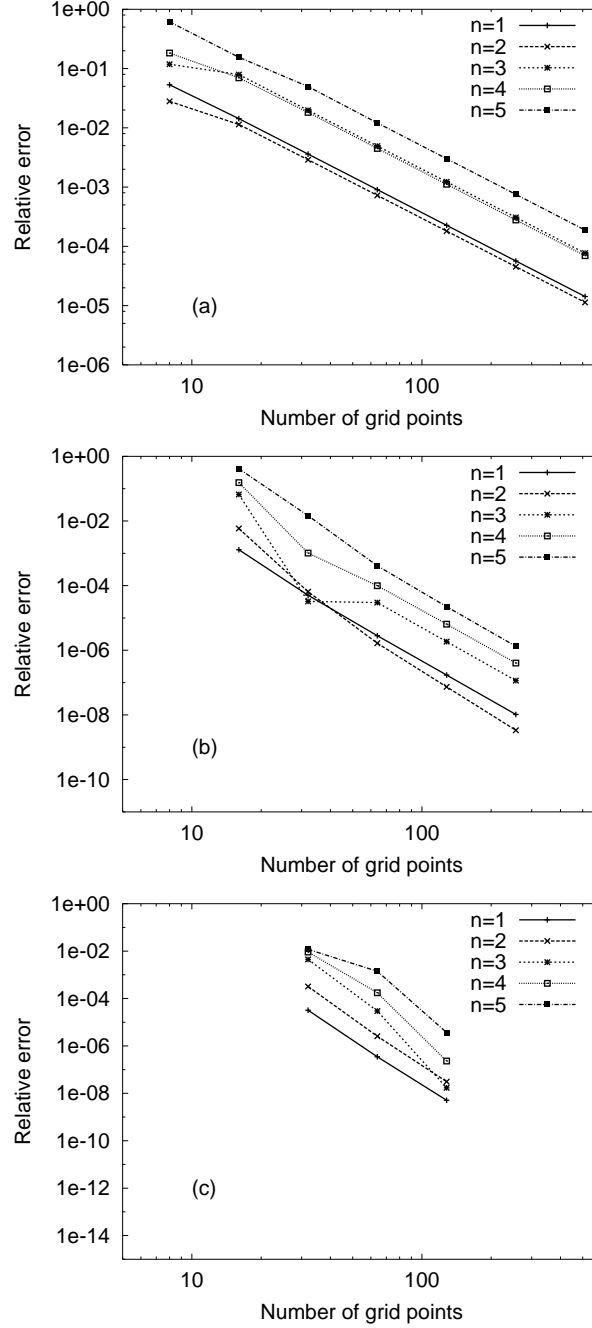 1e+00
1e-01
1e-02
1e-03
1e-04
1e-05
1e-06
Relative error
10
100
Number of grid points
n=1
n=2
n=3
n=4
n=5
(a)
1e+00
1e-02
1e-04
1e-06
1e-08
1e-10
Relative error
10
100
Number of grid points
n=1
n=2
n=3
n=4
n=5
(b)
1e+00
1e-02
1e-04
1e-06
1e-08
1e-10
1e-12
1e-14
Relative error
10
100
Number of grid points
n=1
n=2
n=3
n=4
n=5
(c)